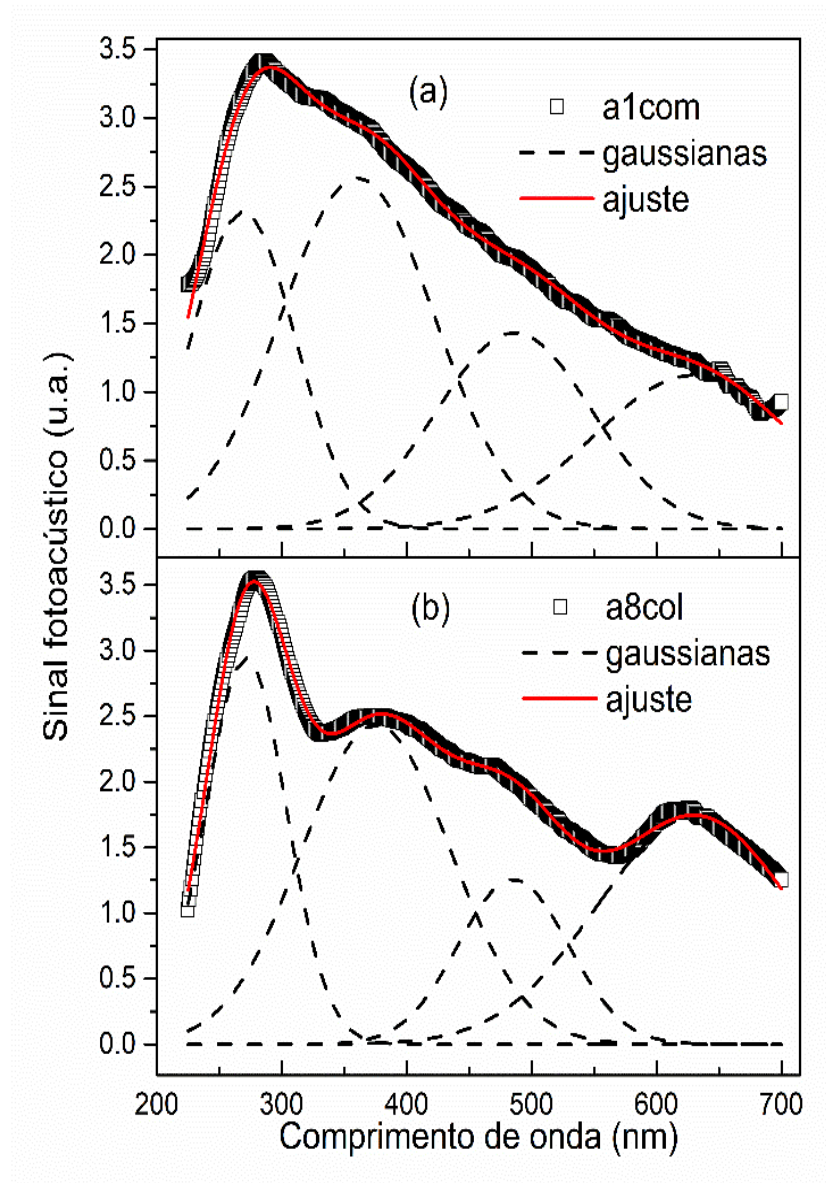 Sinal fotoacústico (u.a.)
3.5
3.0
2.5
2.0
1.5
1.0
0.5
0.0
(a)
a1com
gaussianas
ajuste
3.5
3.0
2.5
2.0
1.5
1.0
0.5
0.0
(b)
a8col
gaussianas
ajuste
200 300 400 500 600 700
Comprimento de onda (nm)